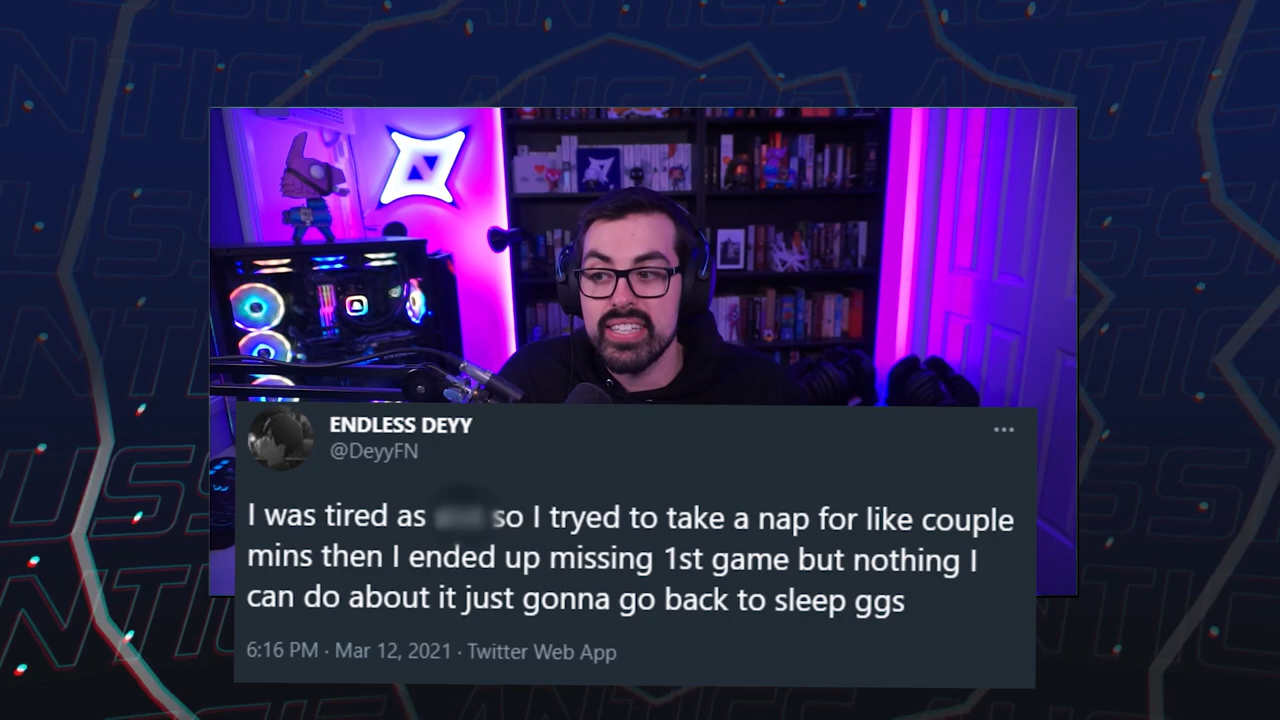 AUSSIE ANTICS
ENDLESS DEYY
@DeyyFN
I was tired as so I tryed to take a nap for like couple
mins then I ended up missing 1st game but nothing I
can do about it just gonna go back to sleep ggs
6:16 PM · Mar 12, 2021 · Twitter Web App